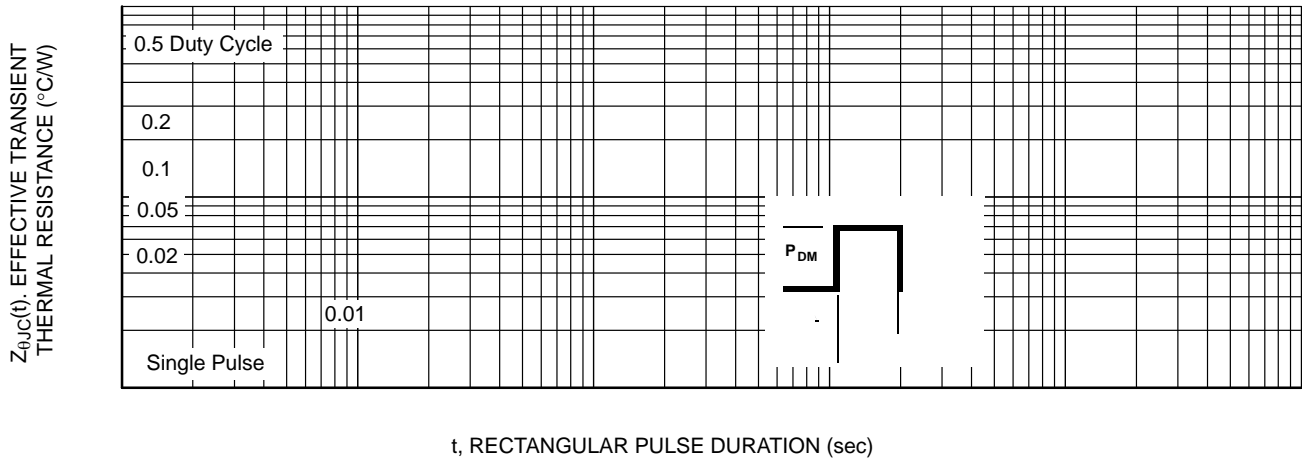 Z θJC(t). EFFECTIVE TRANSIENT
THERMAL RESISTANCE (°C/W)
0.5 Duty Cycle
0.2
0.1
0.05
0.02
0.01
Single Pulse
PDM
-
t, RECTANGULAR PULSE DURATION (sec)